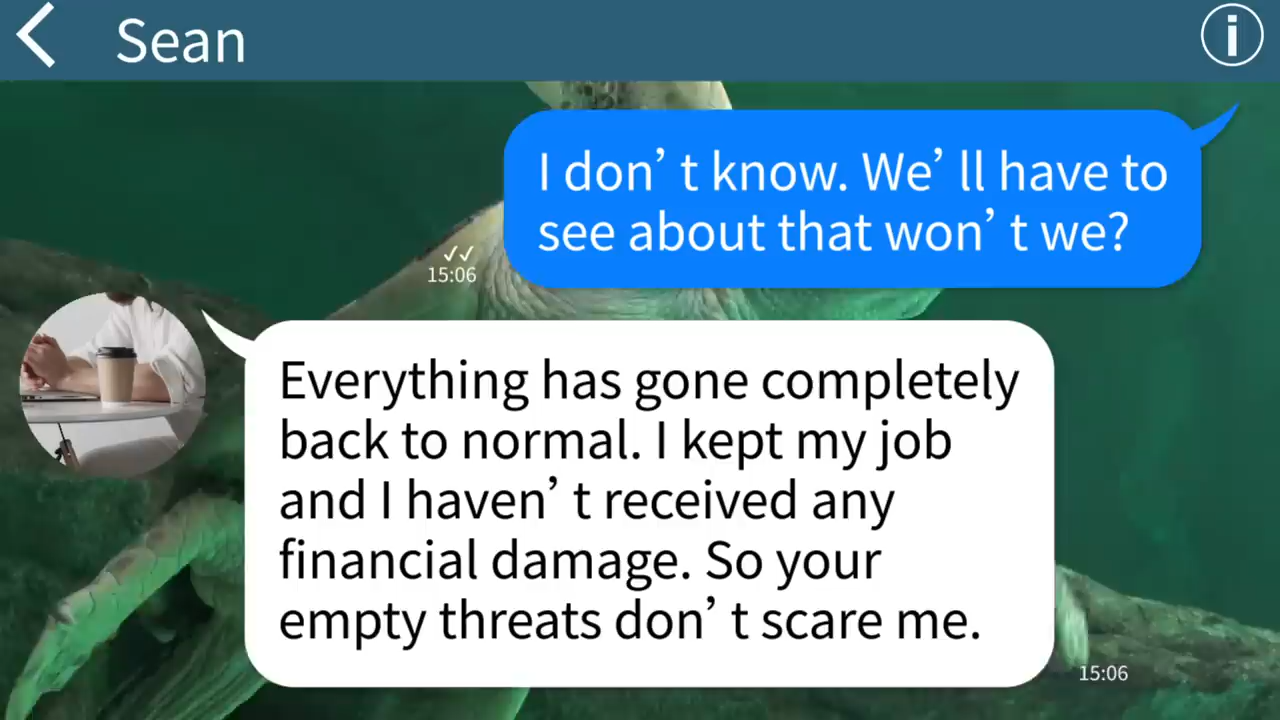 Sean
i
I don’t know. We’ll have to
see about that won’t we?
15:06
Everything has gone completely
back to normal. I kept my job
and I haven’t received any
financial damage. So your
empty threats don’t scare me.
15:06